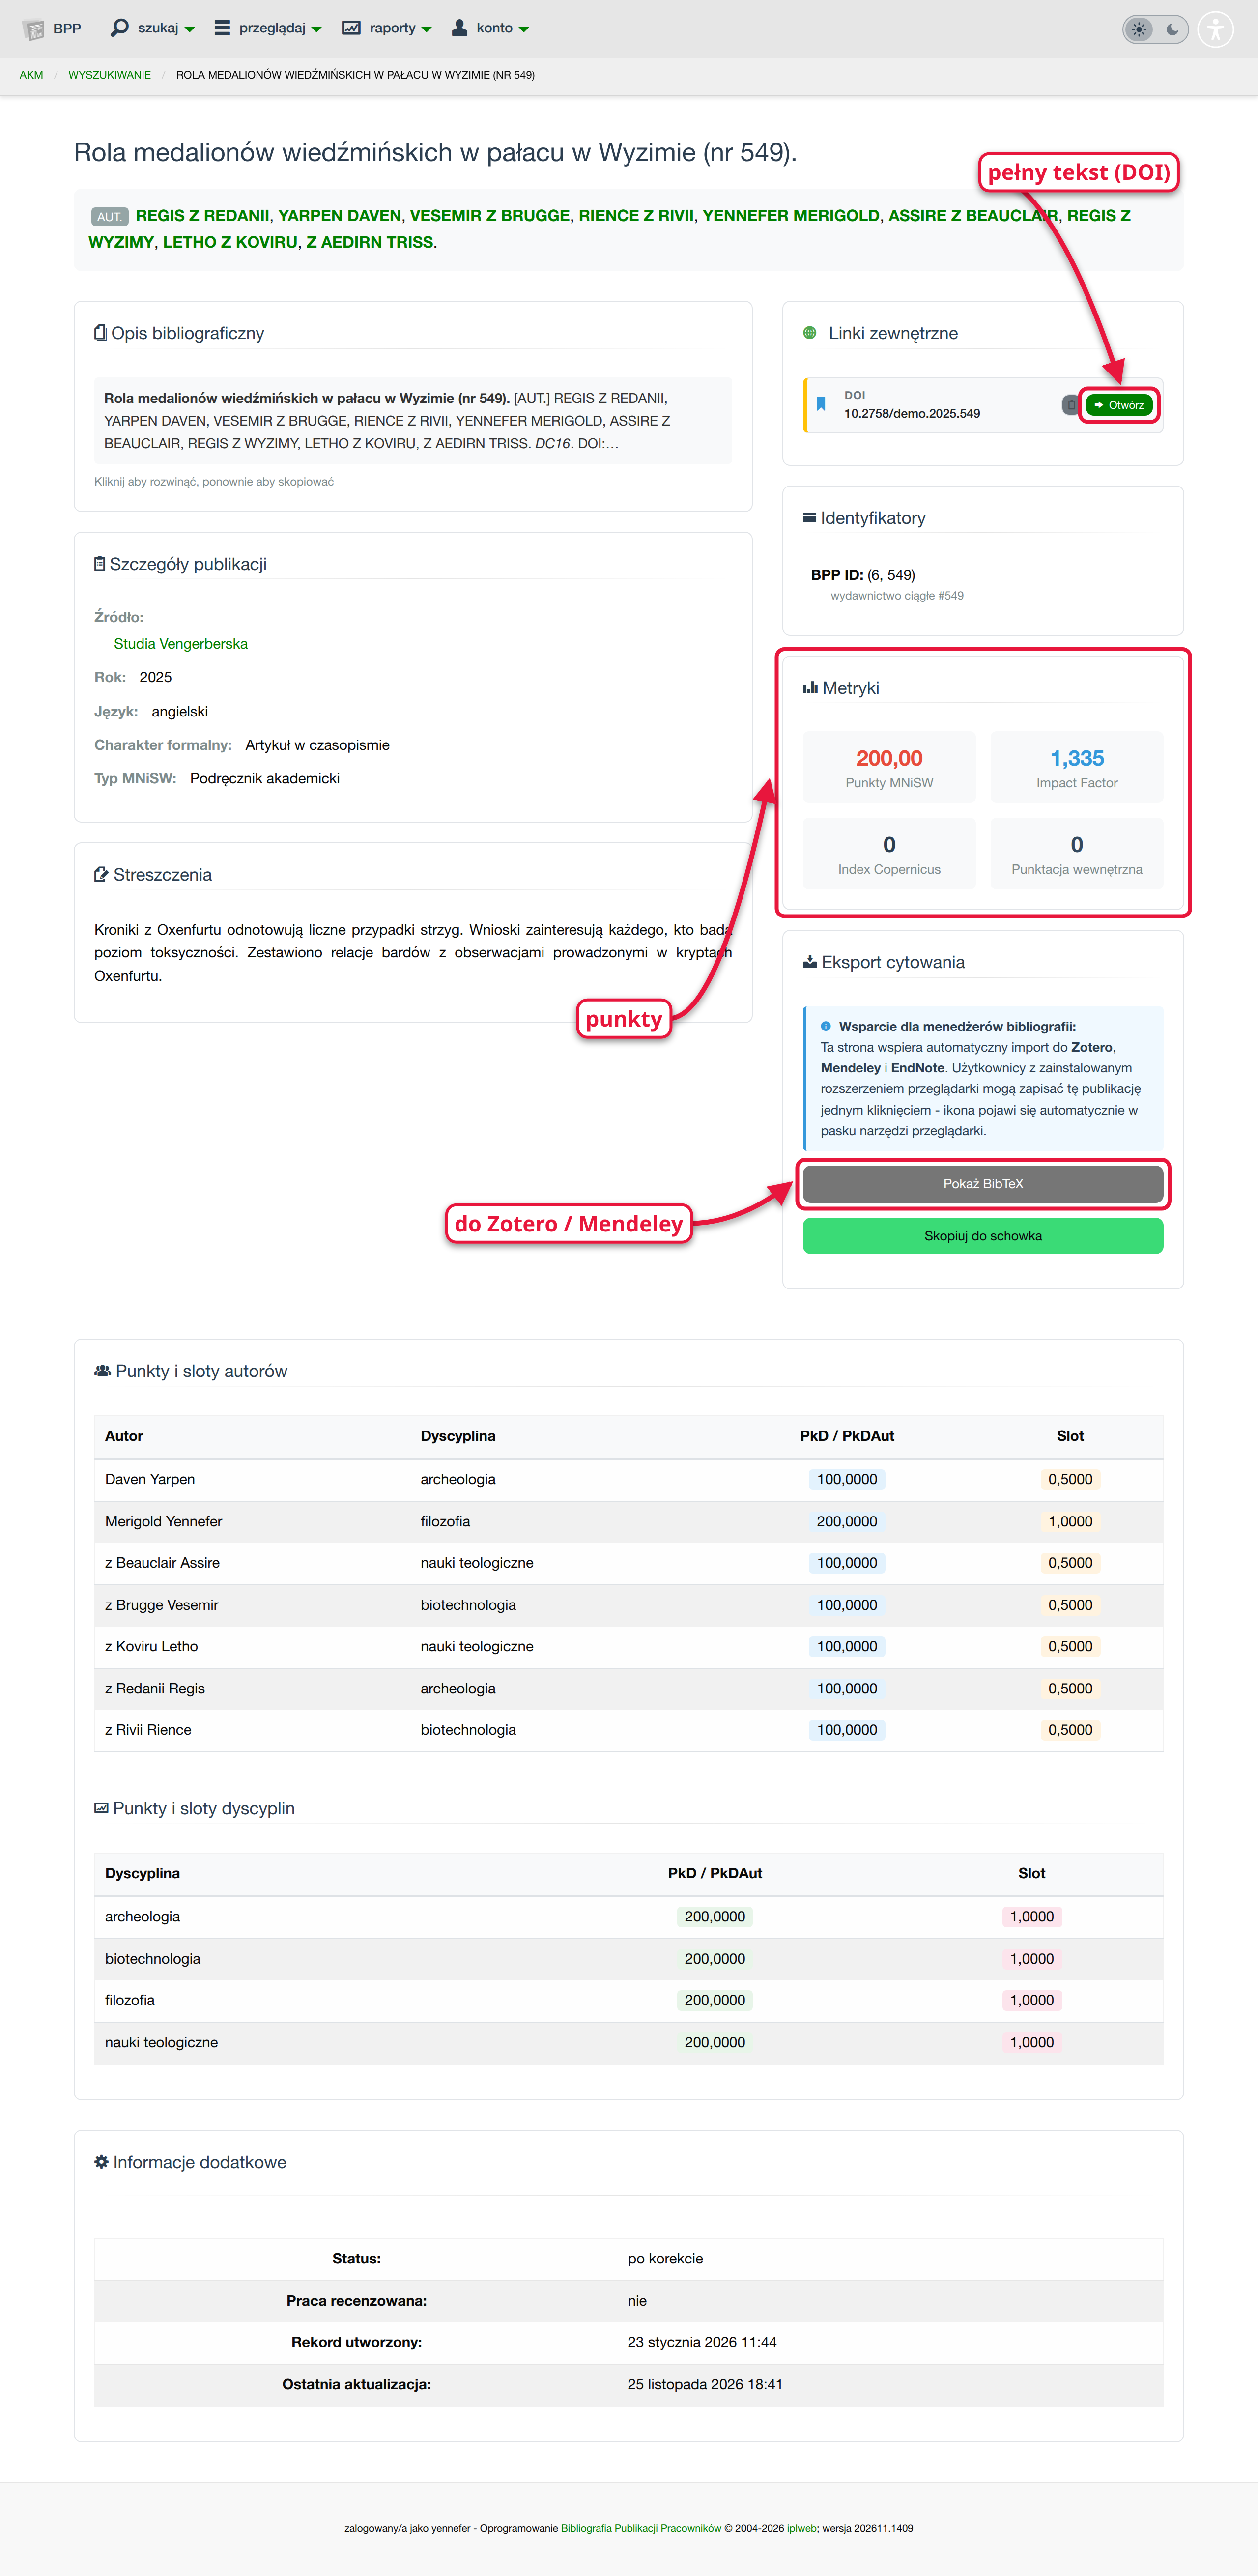 BPP szukaj przeglądaj raporty konto
AKM / WYSZUKIWANIE / ROLA MEDALIONÓW WIEDŹMIŃSKICH W PAŁACU W WYZIMIE (NR 549)
Rola medalionów wiedźmińskich w pałacu w Wyzimie (nr 549).
pełny tekst (DOI)
AUT. REGIS Z REDANII, YARPEN DAVEN, VESEMIR Z BRUGGE, RIENCE Z RIVII, YENNEFER MERIGOLD, ASSIRE Z BEAUCLAIR, REGIS Z
WYZIMY, LETHO Z KOVIRU, Z AEDIRN TRISS.
Opis bibliograficzny
Rola medalionów wiedźmińskich w pałacu w Wyzimie (nr 549). [AUT.] REGIS Z REDANII,
YARPEN DAVEN, VESEMIR Z BRUGGE, RIENCE Z RIVII, YENNEFER MERIGOLD, ASSIRE Z
BEAUCLAIR, REGIS Z WYZIMY, LETHO Z KOVIRU, Z AEDIRN TRISS. DC16. DOI:…
Kliknij aby rozwinąć, ponownie aby skopiować
Linki zewnętrzne
DOI
10.2758/demo.2025.549
Otwórz
Identyfikatory
BPP ID: (6, 549)
wydawnictwo ciągłe #549
Szczegóły publikacji
Źródło:
Studia Vengerberska
Rok: 2025
Język: angielski
Charakter formalny: Artykuł w czasopismie
Typ MNiSW: Podręcznik akademicki
Metryki
200,00
Punkty MNiSW
1,335
Impact Factor
0
Index Copernicus
0
Punktacja wewnętrzna
Streszczenia
Kroniki z Oxenfurtu odnotowują liczne przypadki strzyg. Wnioski zainteresują każdego, kto bada
poziom toksyczności. Zestawiono relacje bardów z obserwacjami prowadzonymi w kryptach
Oxenfurtu.
punkty
Eksport cytowania
Wsparcie dla menedżerów bibliografii:
Ta strona wspiera automatyczny import do Zotero,
Mendeley i EndNote. Użytkownicy z zainstalowanym
rozszerzeniem przeglądarki mogą zapisać tę publikację
jednym kliknięciem - ikona pojawi się automatycznie w
pasku narzędzi przeglądarki.
Pokaż BibTeX
do Zotero / Mendeley
Skopiuj do schowka
Punkty i sloty autorów
Autor Dyscyplina PkD / PkDAut Slot
Daven Yarpen archeologia 100,0000 0,5000
Merigold Yennefer filozofia 200,0000 1,0000
z Beauclair Assire nauki teologiczne 100,0000 0,5000
z Brugge Vesemir biotechnologia 100,0000 0,5000
z Koviru Letho nauki teologiczne 100,0000 0,5000
z Redanii Regis archeologia 100,0000 0,5000
z Rivii Rience biotechnologia 100,0000 0,5000
Punkty i sloty dyscyplin
Dyscyplina PkD / PkDAut Slot
archeologia 200,0000 1,0000
biotechnologia 200,0000 1,0000
filozofia 200,0000 1,0000
nauki teologiczne 200,0000 1,0000
Informacje dodatkowe
Status: po korekcie
Praca recenzowana: nie
Rekord utworzony: 23 stycznia 2026 11:44
Ostatnia aktualizacja: 25 listopada 2026 18:41
zalogowany/a jako yennefer - Oprogramowanie Bibliografia Publikacji Pracowników © 2004-2026 iplweb; wersja 202611.1409